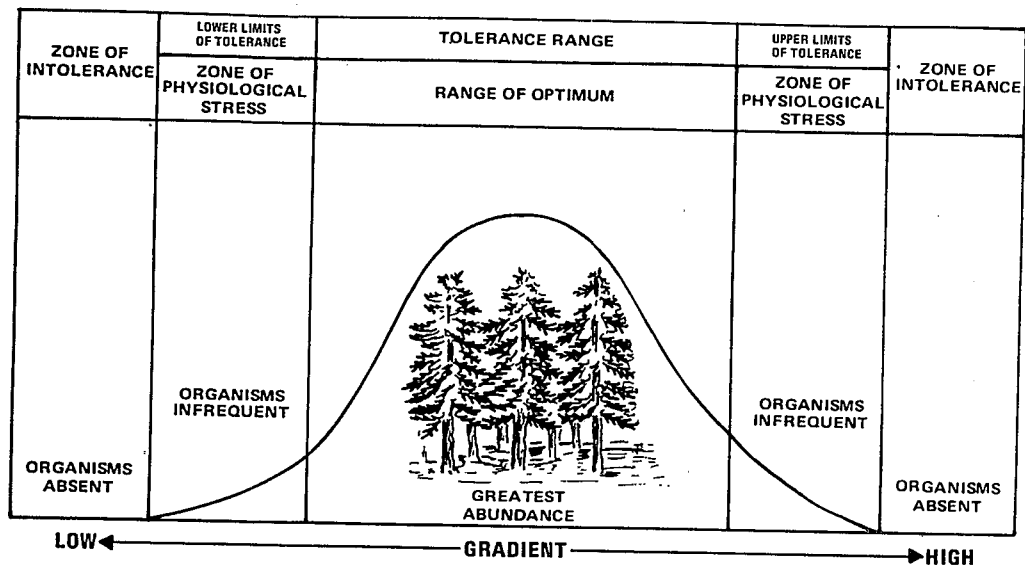 ZONE OF
INTOLERANCE
LOWER LIMITS
OF TOLERANCE
ZONE OF
PHYSIOLOGICAL
STRESS
TOLERANCE RANGE
RANGE OF OPTIMUM
UPPER LIMITS
OF TOLERANCE
ZONE OF
PHYSIOLOGICAL
STRESS
ZONE OF
INTOLERANCE
ORGANISMS
ABSENT
ORGANISMS
INFREQUENT
GREATEST
ABUNDANCE
ORGANISMS
INFREQUENT
ORGANISMS
ABSENT
LOW
GRADIENT
HIGH